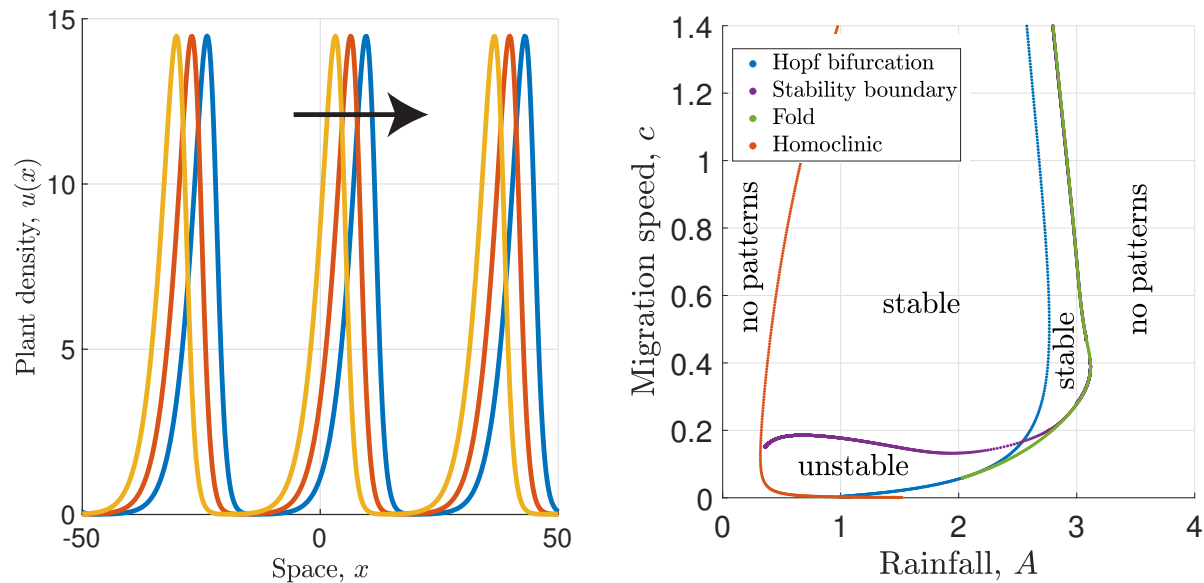 15
10
5
0
Plant density, u(x)
-50
0
50
Space, x
1.4
1.2
1
0.8
0.6
0.4
0.2
0
Migration speed, c
Hopf bifurcation
Stability boundary
Fold
Homoclinic
no patterns
stable
stable
no patterns
unstable
0
1
2
3
4
Rainfall, A